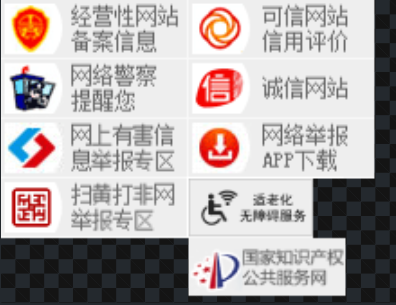 经营性网站
备案信息
可信网站
信用评价
网络警察
提醒您
诚信网站
网上有害信
息举报专区
网络举报
APP下载
扫黄打非网
举报专区
适老化
无障碍服务
国家知识产权
公共服务网
信